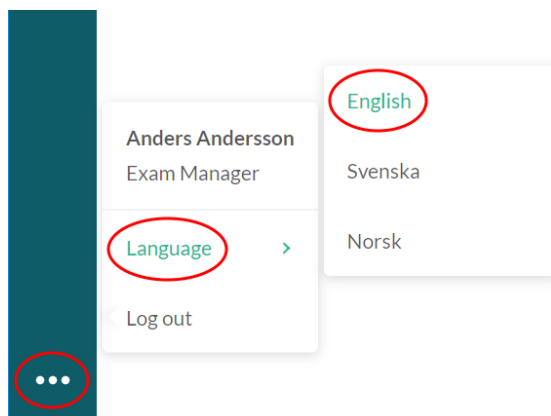 Anders Andersson
Exam Manager
Language
Log out
English
Svenska
Norsk